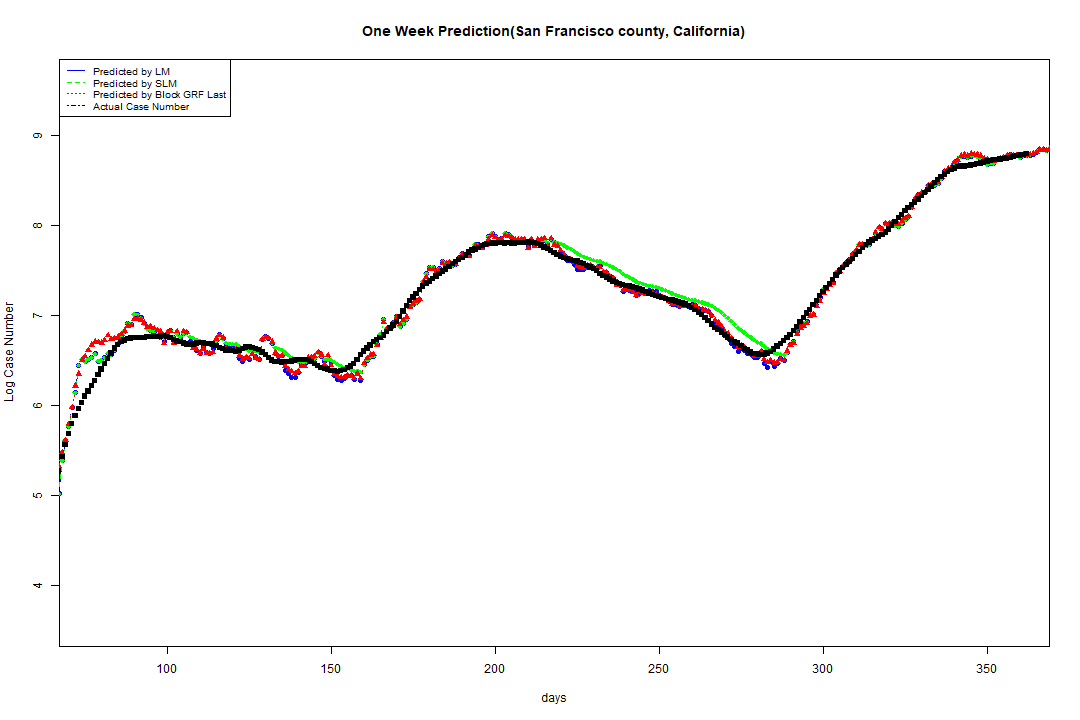 One Week Prediction(San Francisco county, California)
Predicted by LM
Predicted by SLM
Predicted by Block GRF Last
Actual Case Number
9
8
7
6
5
4
Log Case Number
100 150 200 250 300 350
days